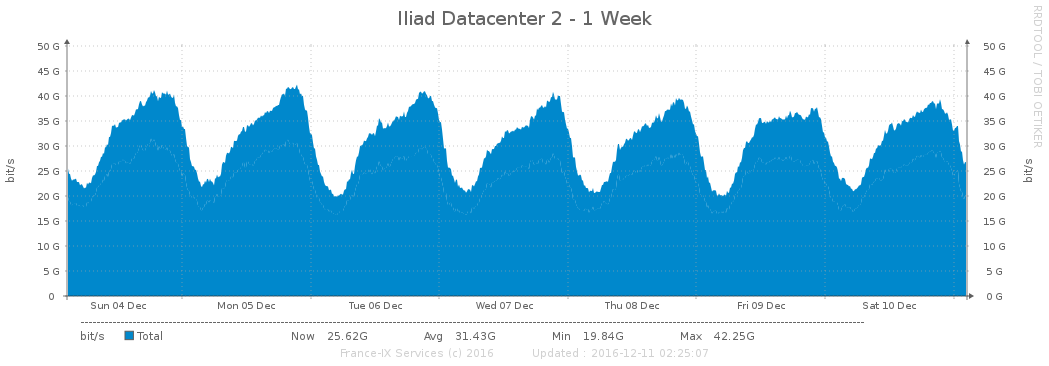 Iliad Datacenter 2 - 1 Week
RRDTOOL / TOBI OETIKER
bit/s
50 G 50 G
45 G 45 G
40 G 40 G
35 G 35 G
30 G 30 G
25 G 25 G
20 G 20 G
15 G 15 G
10 G 10 G
5 G 5 G
0 0 G
bit/s
Sun 04 Dec Mon 05 Dec Tue 06 Dec Wed 07 Dec Thu 08 Dec Fri 09 Dec Sat 10 Dec
bit/s Total Now 25.62G Avg 31.43G Min 19.84G Max 42.25G
France-IX Services (c) 2016 Updated : 2016-12-11 02:25:07